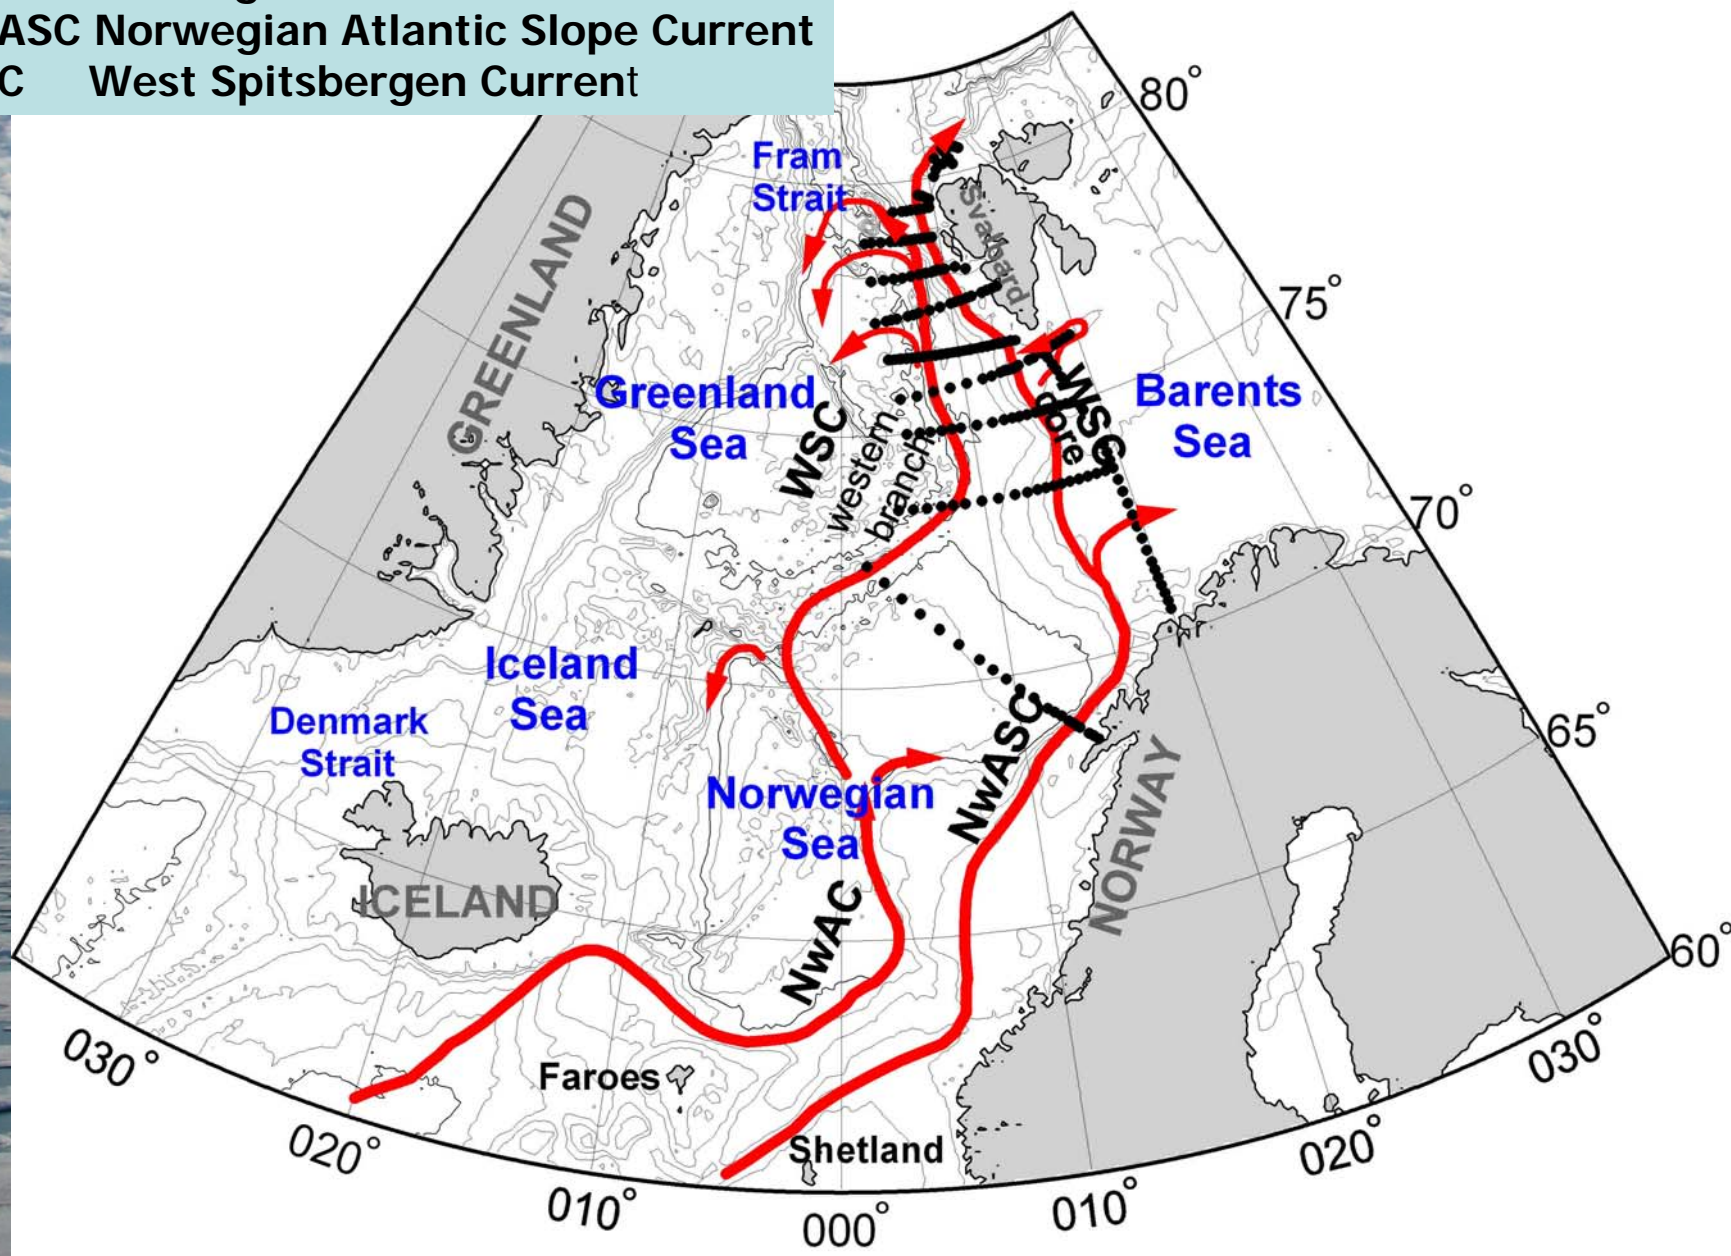 ASC Norwegian Atlantic Slope Current
C West Spitsbergen Current
80°
Fram
Strait
Svalbard
GREENLAND
75°
Greenland
Sea
WSC
western
branch
WSC
core
Barents
Sea
70°
Iceland
Sea
Denmark
Strait
65°
NwASC
Norwegian
Sea
NORWAY
ICELAND
NwAC
60°
030°
Faroes
030°
020°
Shetland
020°
010°
000°
010°